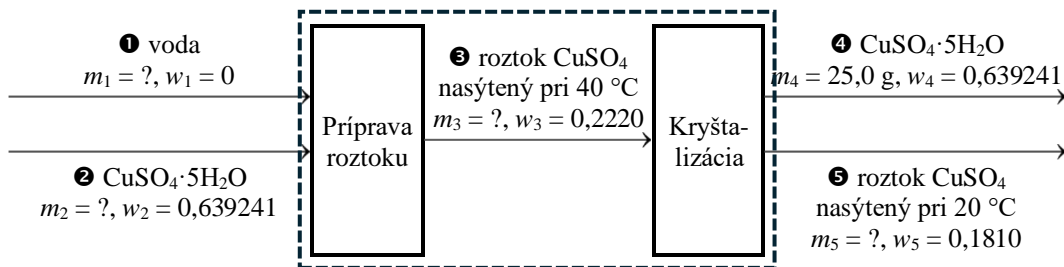 ❶ voda
m₁ = ?, w₁ = 0
❷ CuSO₄·5H₂O
m₂ = ?, w₂ = 0,639241
Príprava
roztoku
❸ roztok CuSO₄
nasýtený pri 40 °C
m₃ = ?, w₃ = 0,2220
Kryšta-
lizácia
❹ CuSO₄·5H₂O
m₄ = 25,0 g, w₄ = 0,639241
❺ roztok CuSO₄
nasýtený pri 20 °C
m₅ = ?, w₅ = 0,1810